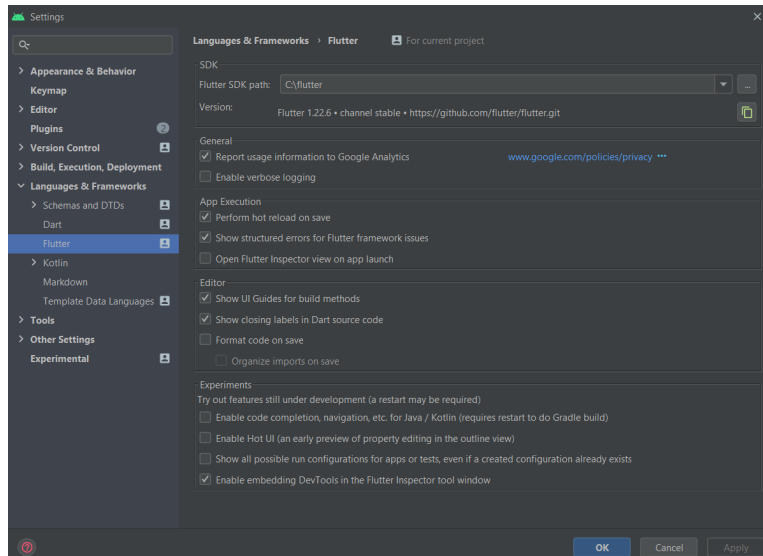 Settings
Languages & Frameworks › Flutter For current project
Appearance & Behavior
Keymap
Editor
Plugins 2
Version Control
Build, Execution, Deployment
Languages & Frameworks
Schemas and DTDs
Dart
Flutter
Kotlin
Markdown
Template Data Languages
Tools
Other Settings
Experimental
SDK
Flutter SDK path: C:\flutter ...
Version: Flutter 1.22.6 • channel stable • https://github.com/flutter/flutter.git
General
Report usage information to Google Analytics www.google.com/policies/privacy •••
Enable verbose logging
App Execution
Perform hot reload on save
Show structured errors for Flutter framework issues
Open Flutter Inspector view on app launch
Editor
Show UI Guides for build methods
Show closing labels in Dart source code
Format code on save
Organize imports on save
Experiments
Try out features still under development (a restart may be required)
Enable code completion, navigation, etc. for Java / Kotlin (requires restart to do Gradle build)
Enable Hot UI (an early preview of property editing in the outline view)
Show all possible run configurations for apps or tests, even if a created configuration already exists
Enable embedding DevTools in the Flutter Inspector tool window
? OK Cancel Apply